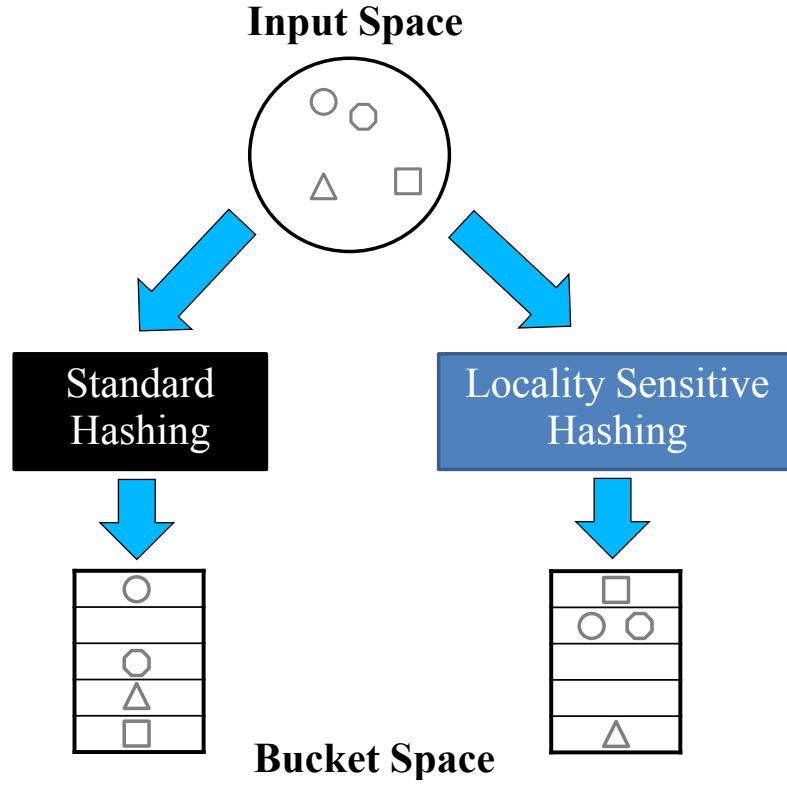 Input Space
Standard
Hashing
Locality Sensitive
Hashing
Bucket Space